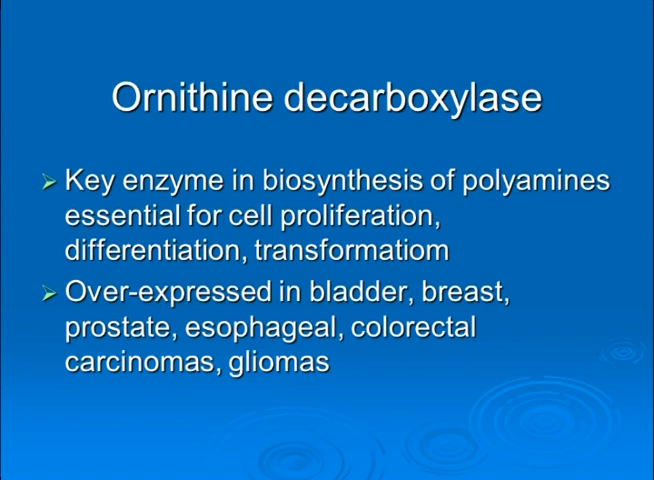 Ornithine decarboxylase
Key enzyme in biosynthesis of polyamines
essential for cell proliferation,
differentiation, transformatiom
Over-expressed in bladder, breast,
prostate, esophageal, colorectal
carcinomas, gliomas